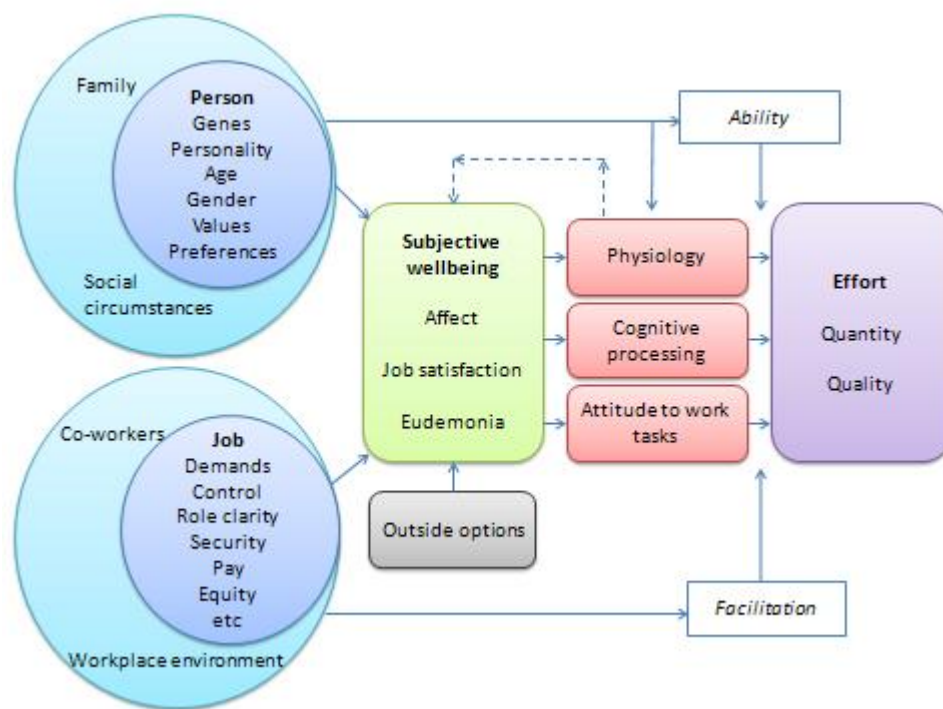 Family
Person
Genes
Personality
Age
Gender
Values
Preferences
Social
circumstances
Ability
Subjective
wellbeing
Affect
Job satisfaction
Eudemonia
Physiology
Cognitive
processing
Attitude to work
tasks
Effort
Quantity
Quality
Co-workers
Job
Demands
Control
Role clarity
Security
Pay
Equity
etc
Workplace environment
Outside options
Facilitation